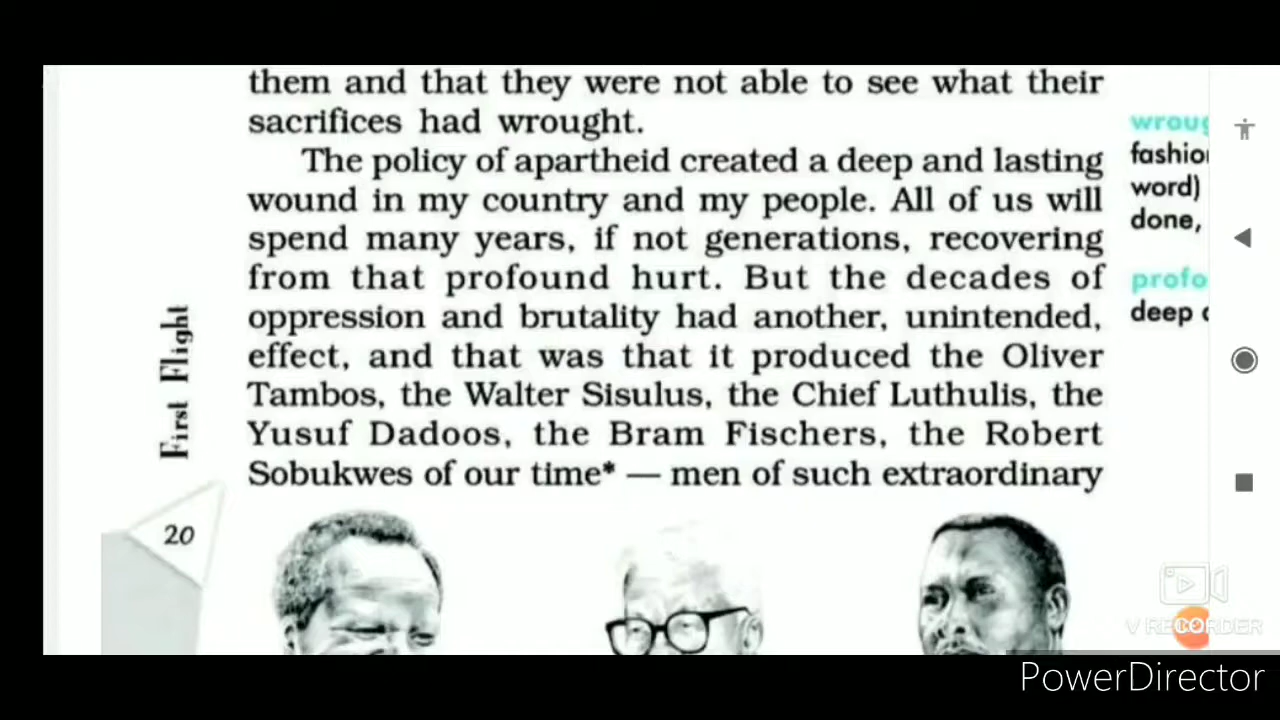 them and that they were not able to see what their
sacrifices had wrought.
The policy of apartheid created a deep and lasting
wound in my country and my people. All of us will
spend many years, if not generations, recovering
from that profound hurt. But the decades of
oppression and brutality had another, unintended,
effect, and that was that it produced the Oliver
Tambos, the Walter Sisulus, the Chief Luthulis, the
Yusuf Dadoos, the Bram Fischers, the Robert
Sobukwes of our time* — men of such extraordinary
word)
done,
deep
First Flight
20
V RECORDER
PowerDirector